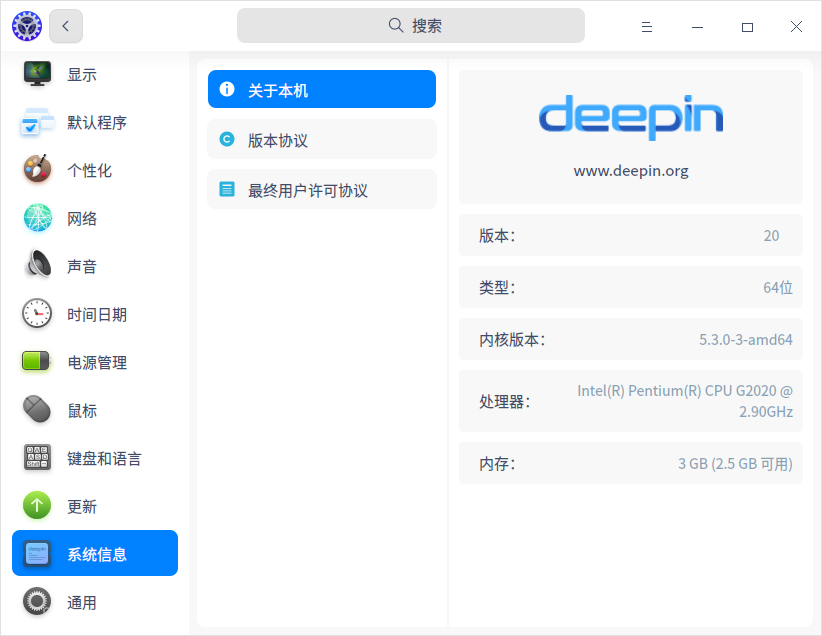 搜索
显示
默认程序
个性化
网络
声音
时间日期
电源管理
鼠标
键盘和语言
更新
系统信息
通用
关于本机
版本协议
最终用户许可协议
deepin
www.deepin.org
版本： 20
类型： 64位
内核版本： 5.3.0-3-amd64
处理器： Intel(R) Pentium(R) CPU G2020 @
2.90GHz
内存： 3 GB (2.5 GB 可用)